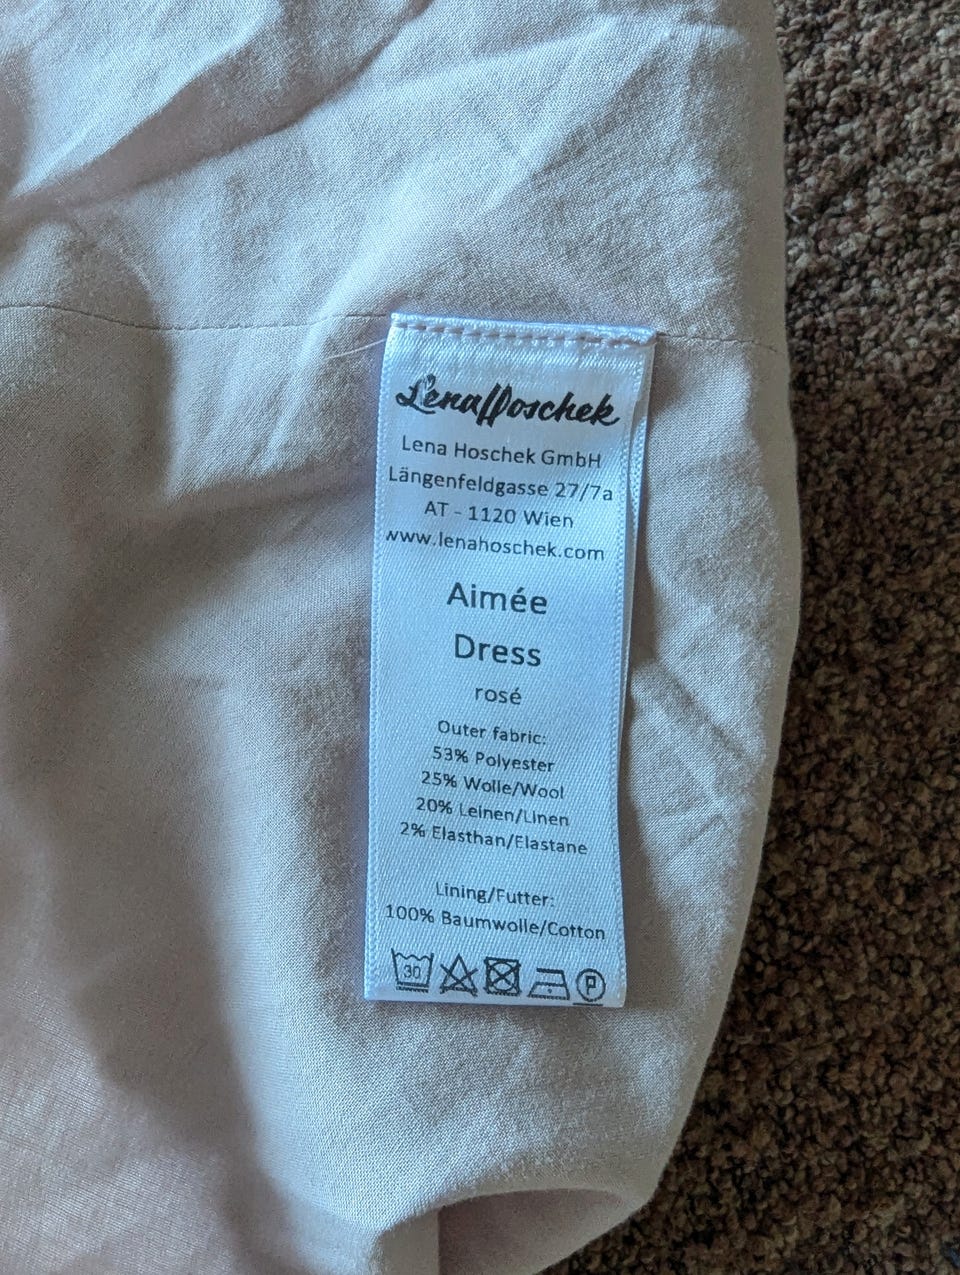 LenaHoschek
Lena Hoschek GmbH
Längenfeldgasse 27/7a
AT - 1120 Wien
www.lenahoschek.com
Aimée
Dress
rosé
Outer fabric:
53% Polyester
25% Wolle/Wool
20% Leinen/Linen
2% Elasthan/Elastane
Lining/Futter:
100% Baumwolle/Cotton
30 P